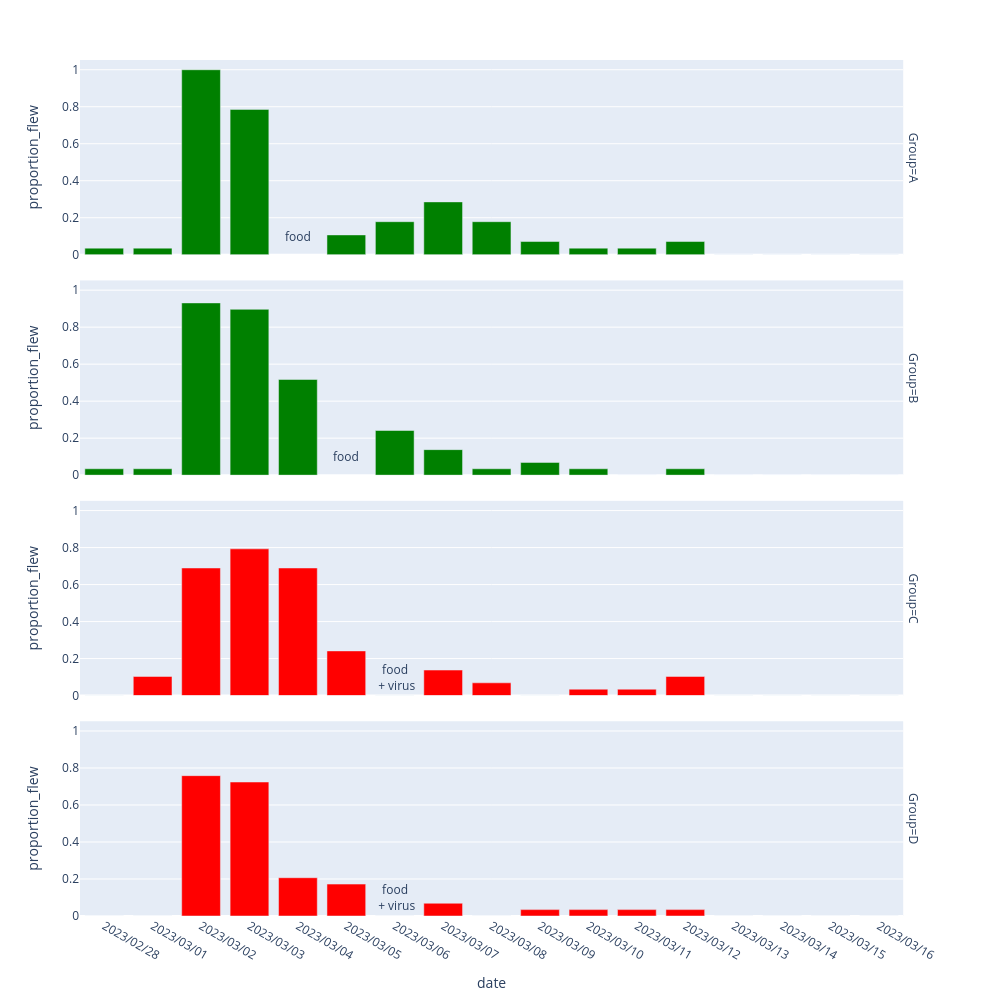 proportion_flew
1
0.8
0.6
0.4
0.2
0
food
Group=A
proportion_flew
1
0.8
0.6
0.4
0.2
0
food
Group=B
proportion_flew
1
0.8
0.6
0.4
0.2
0
food
+ virus
Group=C
proportion_flew
1
0.8
0.6
0.4
0.2
0
food
+ virus
Group=D
2023/02/28
2023/03/01
2023/03/02
2023/03/03
2023/03/04
2023/03/05
2023/03/06
2023/03/07
2023/03/08
2023/03/09
2023/03/10
2023/03/11
2023/03/12
2023/03/13
2023/03/14
2023/03/15
2023/03/16
date